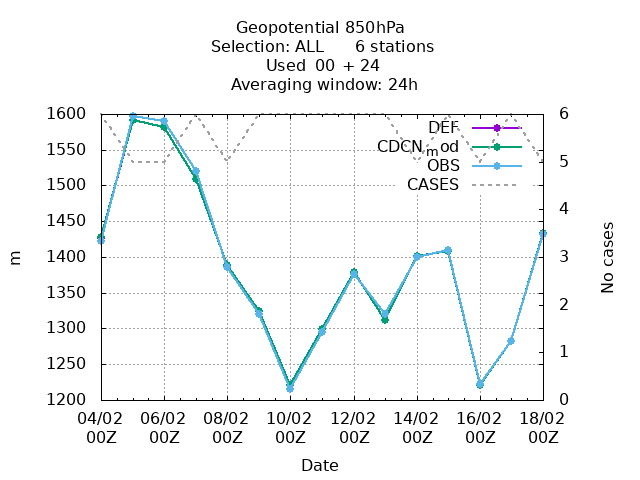 Geopotential 850hPa
Selection: ALL 6 stations
Used 00 + 24
Averaging window: 24h
1600 6
DEF
CDCN_mod
1550
OBS
5
1500
CASES
1450 4
m
1400 3
No cases
1350
2
1300
1250 1
1200 0
04/02 06/02 08/02 10/02 12/02 14/02 16/02 18/02
00Z 00Z 00Z 00Z 00Z 00Z 00Z 00Z
Date